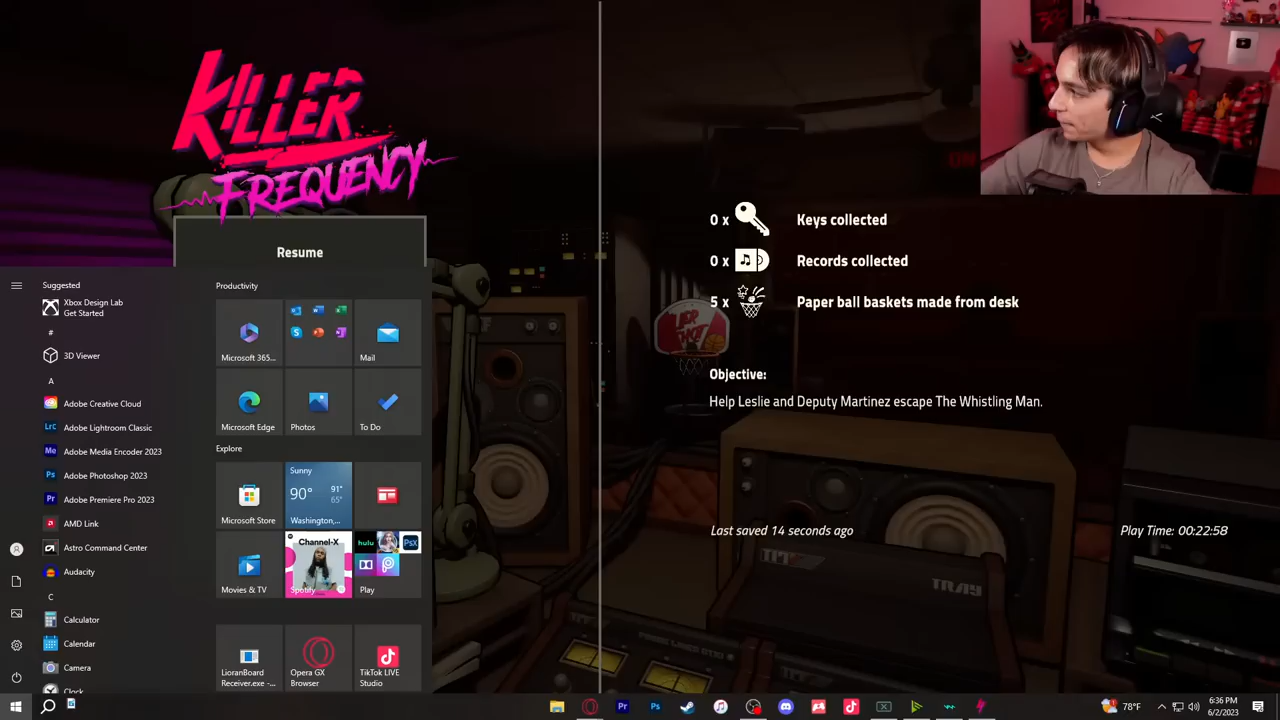 KILLER
FREQUENCY
Resume
0 x Keys collected
0 x Records collected
5 x Paper ball baskets made from desk
Objective:
Help Leslie and Deputy Martinez escape The Whistling Man.
Last saved 14 seconds ago
Play Time: 00:22:58
Suggested
Xbox Design Lab
Get Started
#
3D Viewer
A
Adobe Creative Cloud
Adobe Lightroom Classic
Adobe Media Encoder 2023
Adobe Photoshop 2023
Adobe Premiere Pro 2023
AMD Link
Astro Command Center
Audacity
C
Calculator
Calendar
Camera
Clock
Productivity
Microsoft 365...
Mail
Microsoft Edge
Photos
To Do
Explore
Microsoft Store
Sunny
90° 91°
65°
Washington,...
Movies & TV
Channel-X
Spotify
hulu
PsX
Play
LioranBoard
Receiver.exe -...
Opera GX
Browser
TikTok LIVE
Studio
TRAY
78°F
6:36 PM
6/2/2023